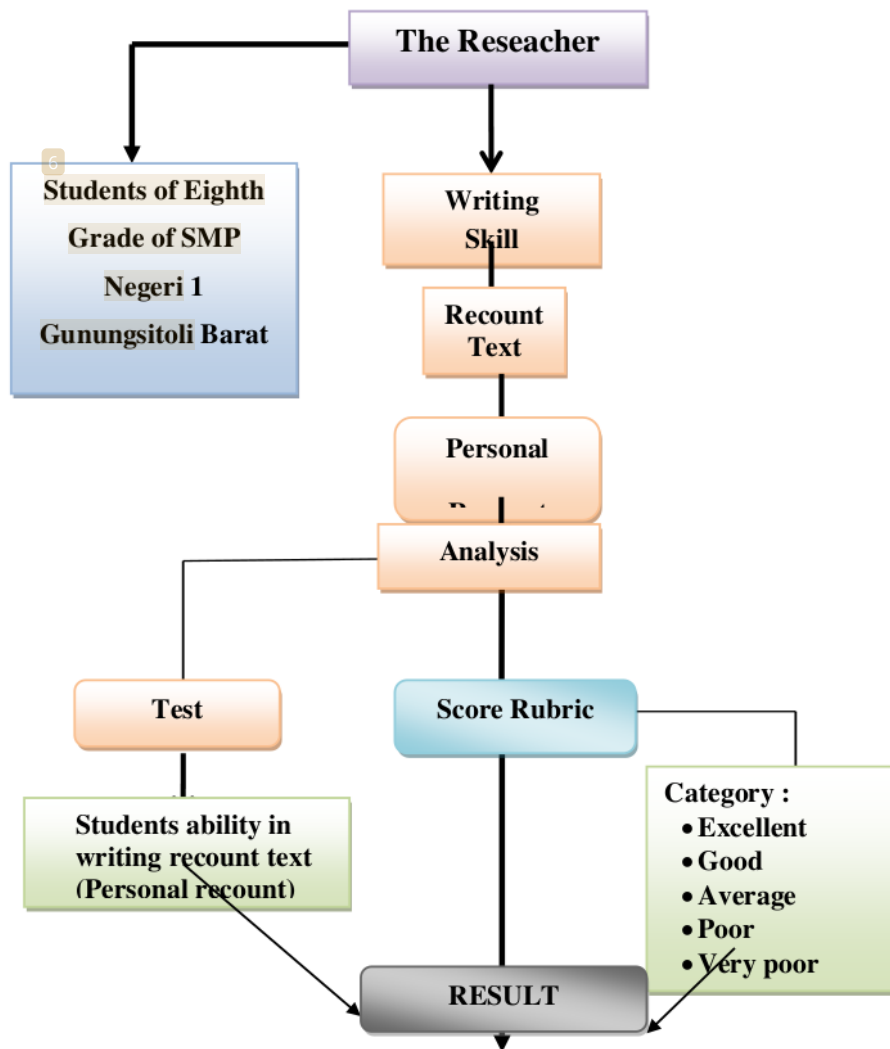 The Reseacher
6
Students of Eighth
Grade of SMP
Negeri 1
Gunungsitoli Barat
Writing
Skill
Recount
Text
Personal
Analysis
Test
Score Rubric
Students ability in
writing recount text
(Personal recount)
Category :
• Excellent
• Good
• Average
• Poor
• Very poor
RESULT